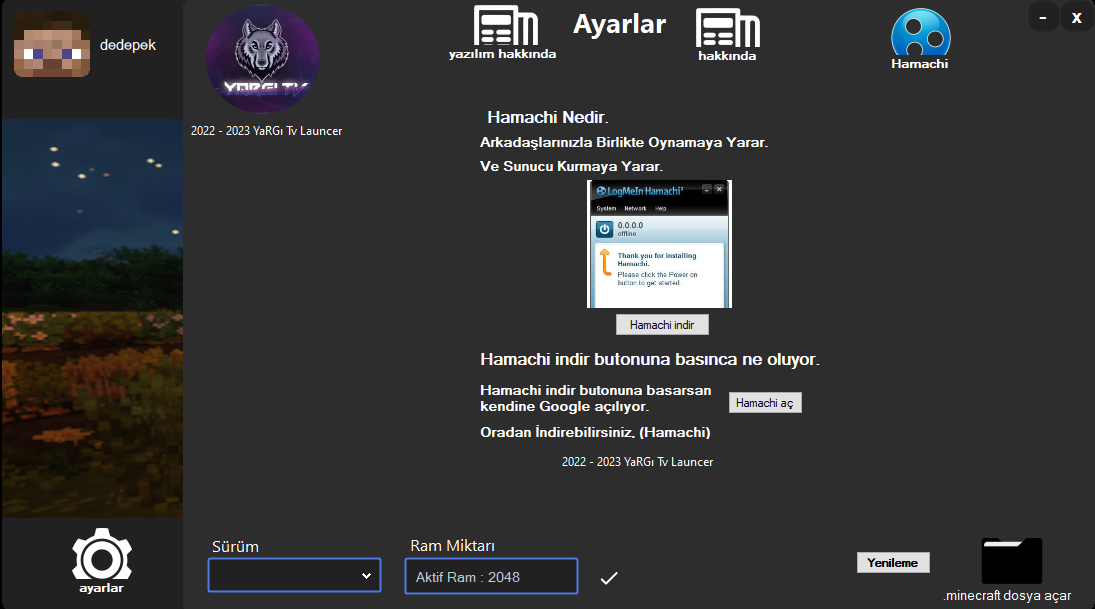 dedepek
YARGI TV
2022 - 2023 YaRGı Tv Launcer
yazılım hakkında
Ayarlar
hakkında
Hamachi
-
x
Hamachi Nedir.
Arkadaşlarınızla Birlikte Oynamaya Yarar.
Ve Sunucu Kurmaya Yarar.
LogMeIn Hamachi²
System Network Help
0.0.0.0
offline
Thank you for installing
Hamachi.
Please click the Power on
button to get started.
Hamachi indir
Hamachi indir butonuna basınca ne oluyor.
Hamachi indir butonuna basarsan
kendine Google açılıyor.
Hamachi aç
Oradan İndirebilirsiniz, (Hamachi)
2022 - 2023 YaRGı Tv Launcer
ayarlar
Sürüm
Ram Miktarı
Aktif Ram : 2048
Yenileme
.minecraft dosya açar